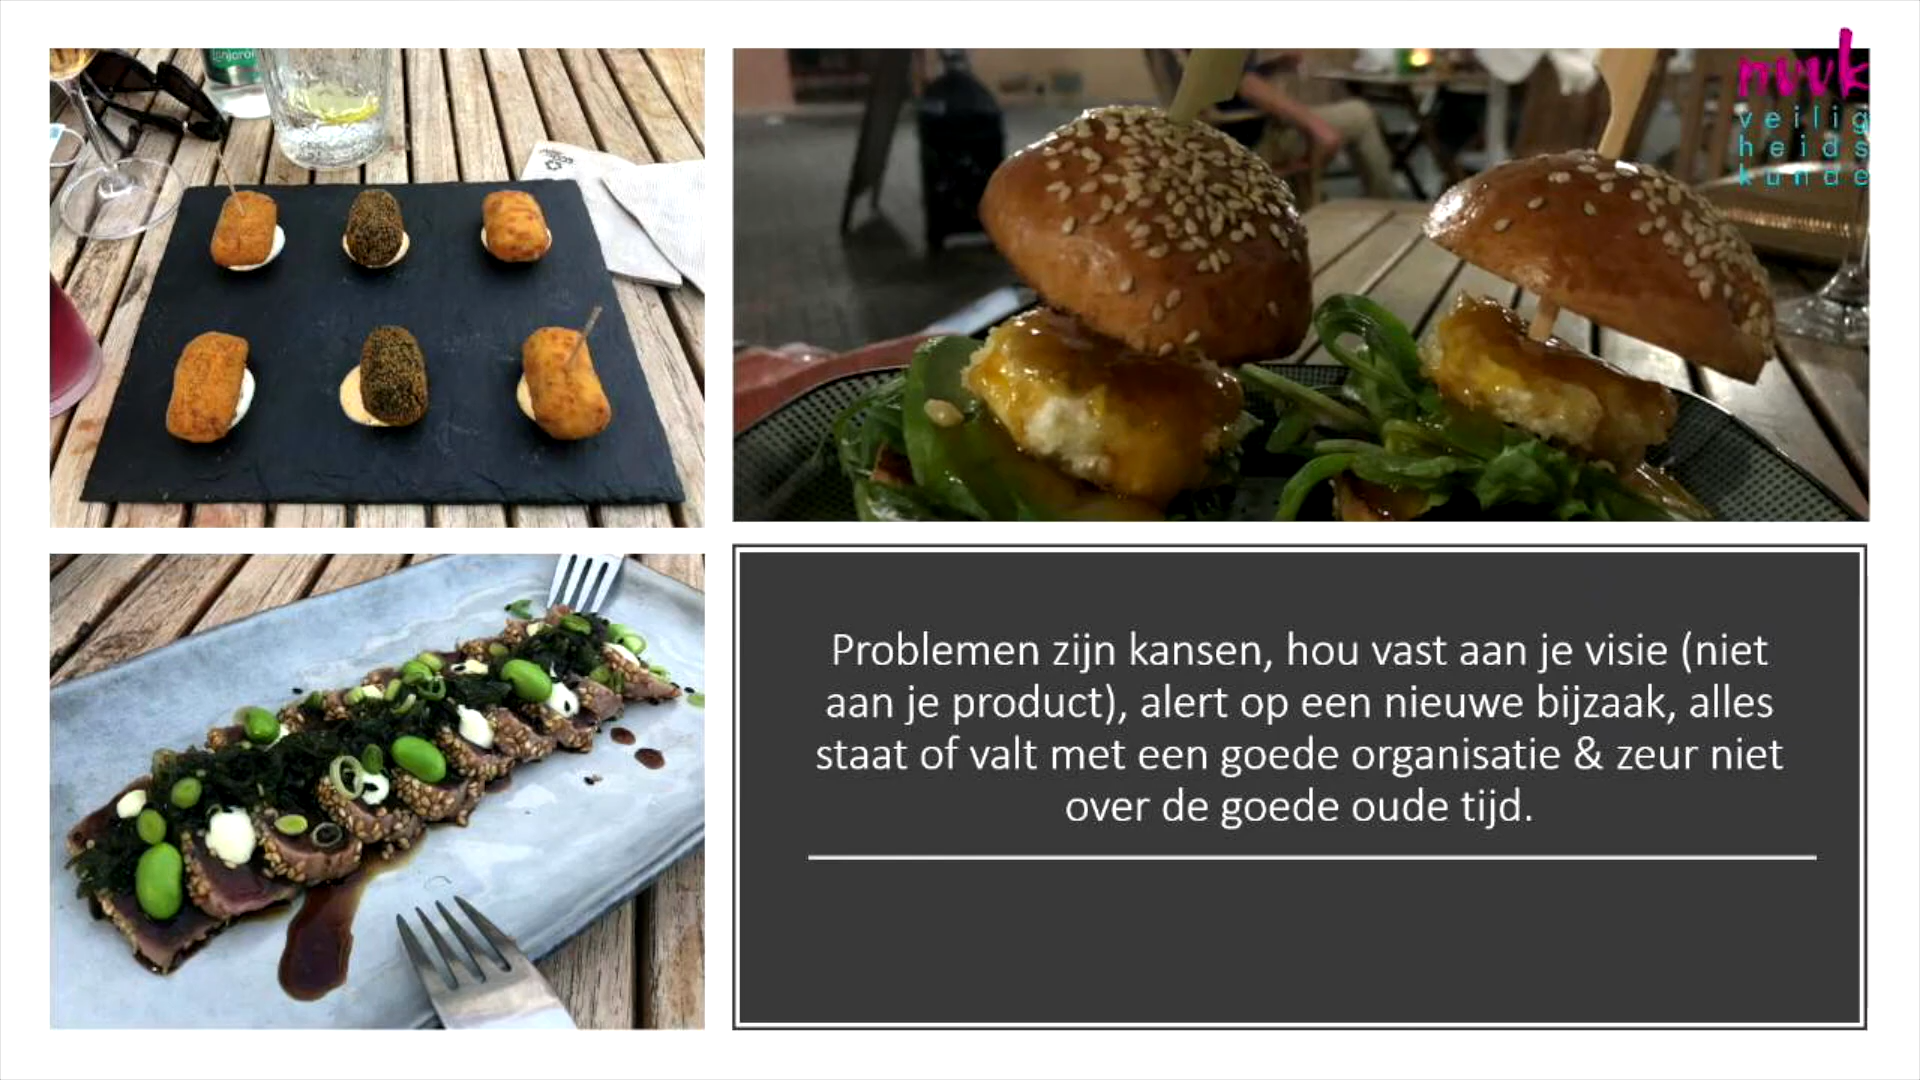 nvvk
veilig
heids
kunde
Problemen zijn kansen, hou vast aan je visie (niet
aan je product), alert op een nieuwe bijzaak, alles
staat of valt met een goede organisatie & zeur niet
over de goede oude tijd.